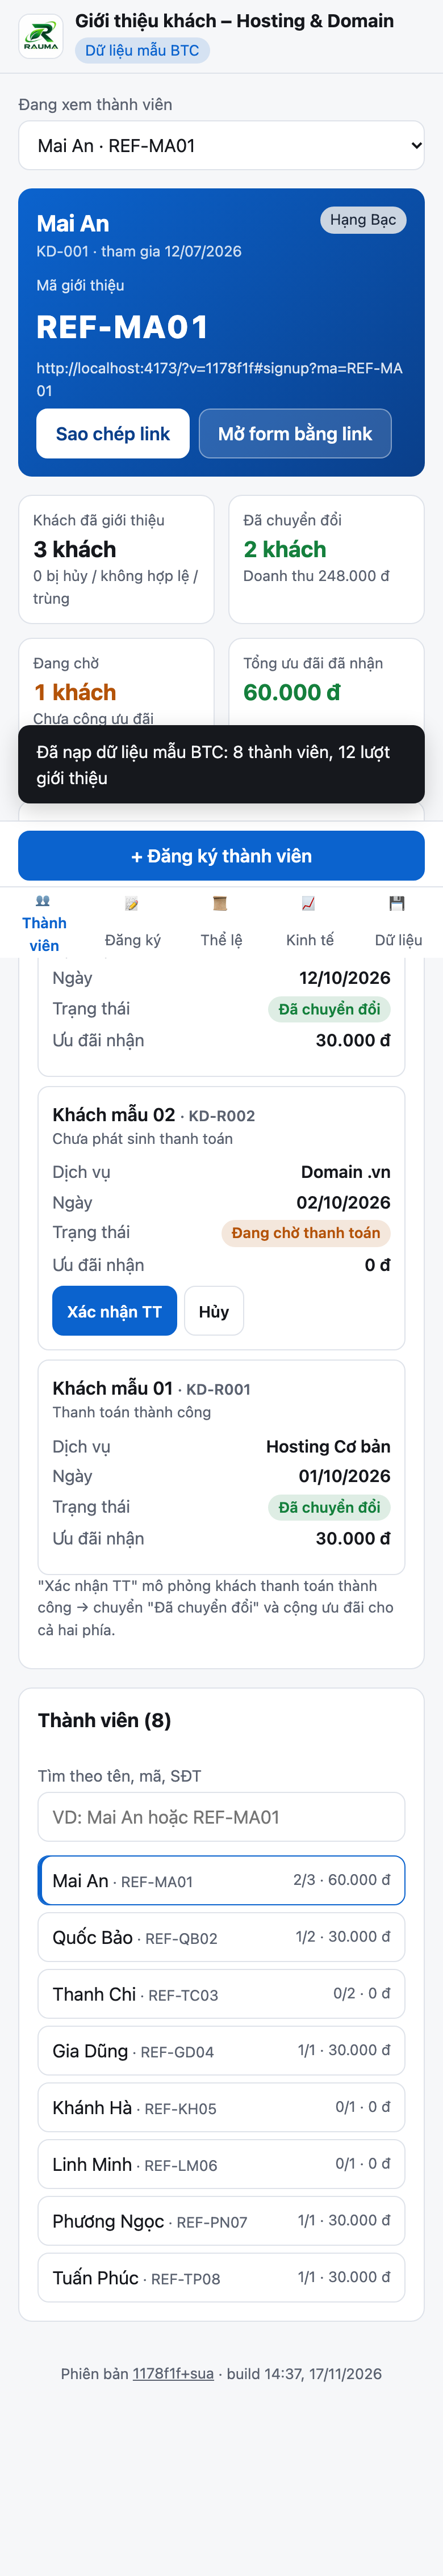 RAUMA
Giới thiệu khách – Hosting & Domain
Dữ liệu mẫu BTC
Đang xem thành viên
Mai An · REF-MA01
Mai An
Hạng Bạc
KD-001 · tham gia 12/07/2026
Mã giới thiệu
REF-MA01
http://localhost:4173/?v=1178f1f#signup?ma=REF-MA
01
Sao chép link
Mở form bằng link
Khách đã giới thiệu
3 khách
0 bị hủy / không hợp lệ /
trùng
Đã chuyển đổi
2 khách
Doanh thu 248.000 đ
Đang chờ
1 khách
Chưa cộng ưu đãi
Tổng ưu đãi đã nhận
60.000 đ
Đã nạp dữ liệu mẫu BTC: 8 thành viên, 12 lượt
giới thiệu
+ Đăng ký thành viên
Thành
viên
Đăng ký
Thể lệ
Kinh tế
Dữ liệu
Ngày 12/10/2026
Trạng thái Đã chuyển đổi
Ưu đãi nhận 30.000 đ
Khách mẫu 02 · KD-R002
Chưa phát sinh thanh toán
Dịch vụ Domain .vn
Ngày 02/10/2026
Trạng thái Đang chờ thanh toán
Ưu đãi nhận 0 đ
Xác nhận TT Hủy
Khách mẫu 01 · KD-R001
Thanh toán thành công
Dịch vụ Hosting Cơ bản
Ngày 01/10/2026
Trạng thái Đã chuyển đổi
Ưu đãi nhận 30.000 đ
"Xác nhận TT" mô phỏng khách thanh toán thành
công → chuyển "Đã chuyển đổi" và cộng ưu đãi cho
cả hai phía.
Thành viên (8)
Tìm theo tên, mã, SĐT
VD: Mai An hoặc REF-MA01
Mai An · REF-MA01 2/3 · 60.000 đ
Quốc Bảo · REF-QB02 1/2 · 30.000 đ
Thanh Chi · REF-TC03 0/2 · 0 đ
Gia Dũng · REF-GD04 1/1 · 30.000 đ
Khánh Hà · REF-KH05 0/1 · 0 đ
Linh Minh · REF-LM06 0/1 · 0 đ
Phương Ngọc · REF-PN07 1/1 · 30.000 đ
Tuấn Phúc · REF-TP08 1/1 · 30.000 đ
Phiên bản 1178f1f+sua · build 14:37, 17/11/2026